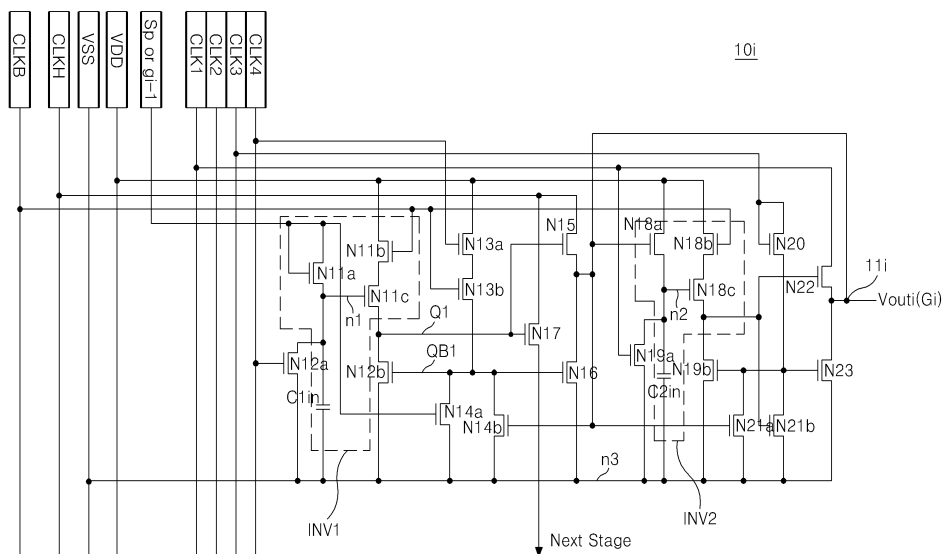 10i
CLKB
CLKH
VSS
VDD
Sp or gi-1
CLK1
CLK2
CLK3
CLK4
N15
N18a
N11b
N13a
N18b
N20
11i
N11a
N13b
N22
Vouti(Gi)
N11c
N18c
n1
n2
Q1
N17
QB1
N12a
N12b
N16
N19a
N19b
N23
C1in
C2in
N14a
N14b
N21a
N21b
n3
INV1
INV2
Next Stage